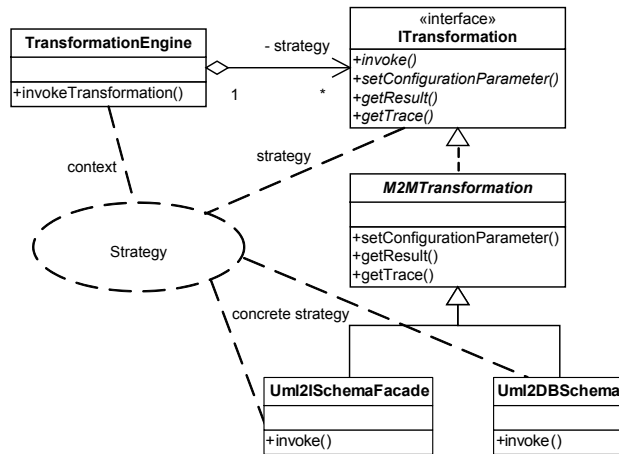 TransformationEngine
+invokeTransformation()
- strategy
1
*
«interface»
ITransformation
+invoke()
+setConfigurationParameter()
+getResult()
+getTrace()
context
strategy
Strategy
M2MTransformation
+setConfigurationParameter()
+getResult()
+getTrace()
concrete strategy
Uml2ISchemaFacade
+invoke()
Uml2DBSchema
+invoke()